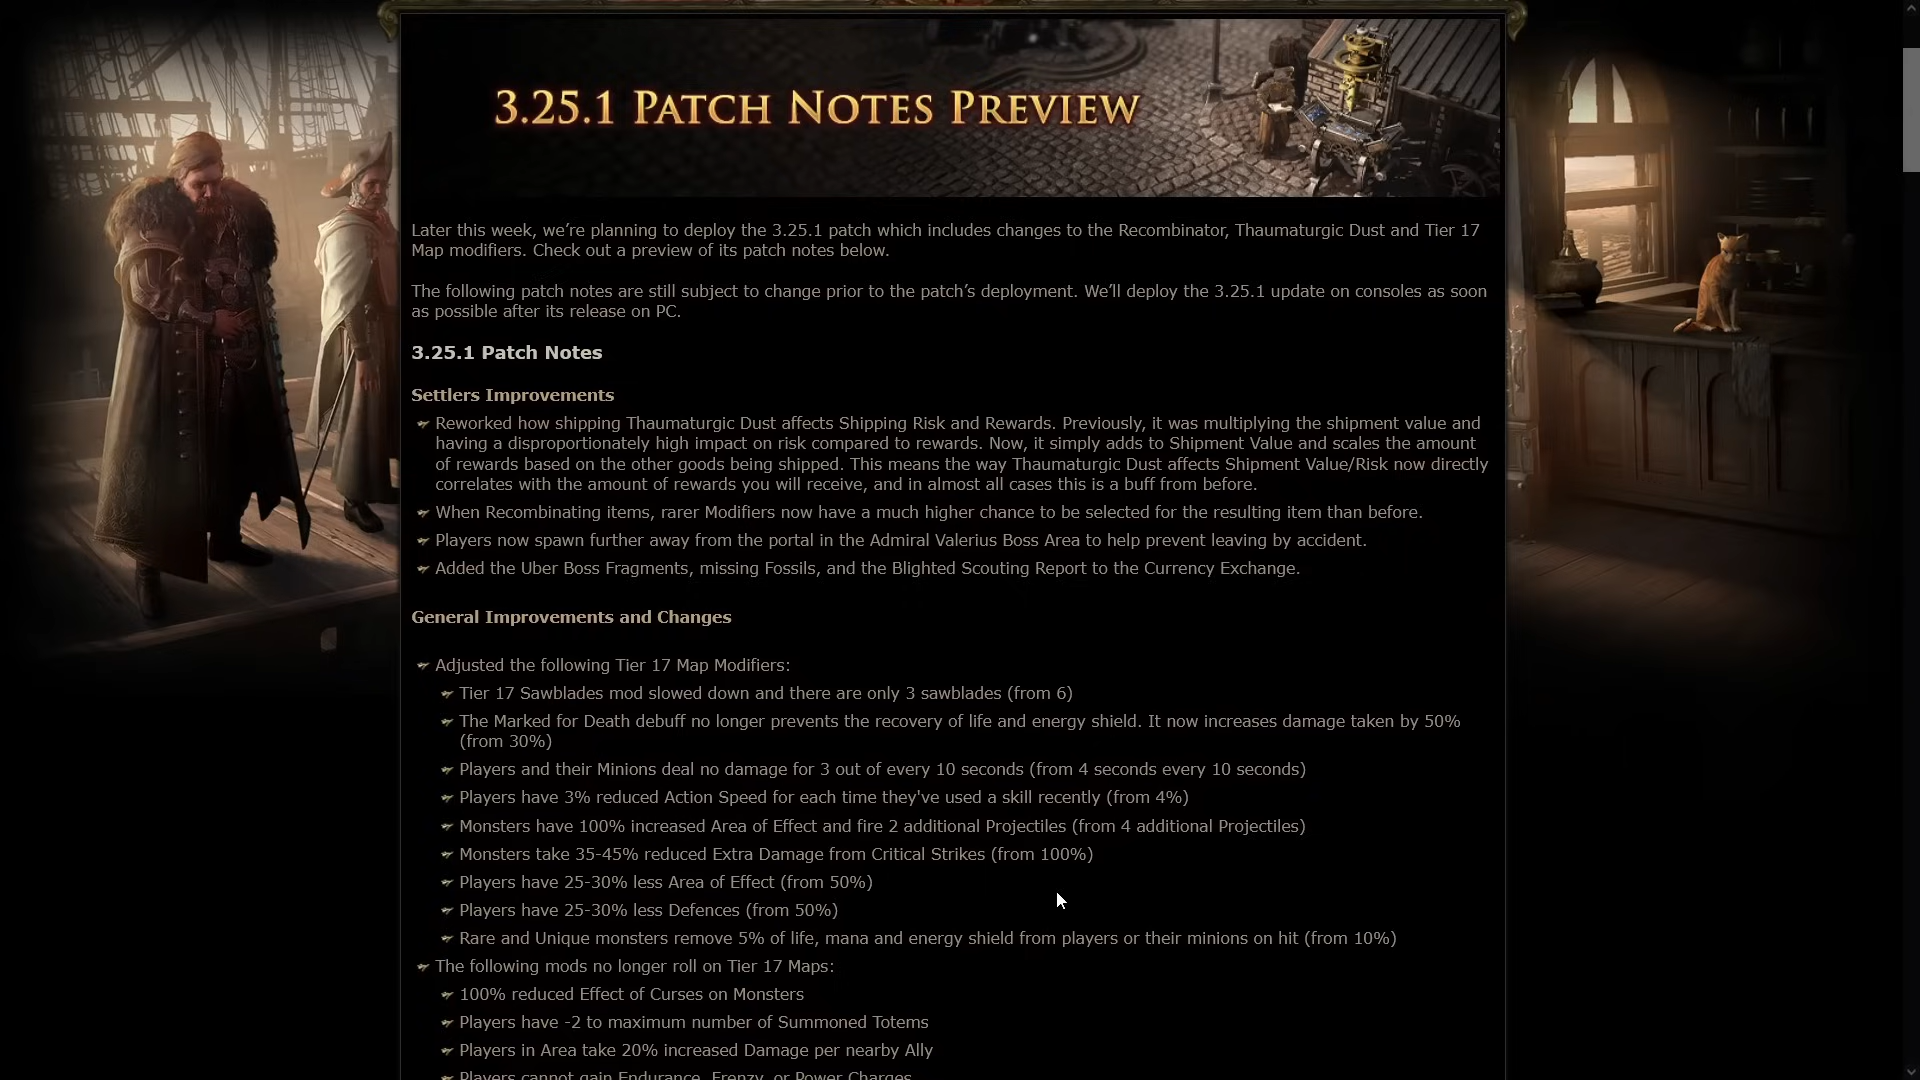 3.25.1 PATCH NOTES PREVIEW
Later this week, we're planning to deploy the 3.25.1 patch which includes changes to the Recombinator, Thaumaturgic Dust and Tier 17
Map modifiers. Check out a preview of its patch notes below.
The following patch notes are still subject to change prior to the patch's deployment. We'll deploy the 3.25.1 update on consoles as soon
as possible after its release on PC.
3.25.1 Patch Notes
Settlers Improvements
Reworked how shipping Thaumaturgic Dust affects Shipping Risk and Rewards. Previously, it was multiplying the shipment value and
having a disproportionately high impact on risk compared to rewards. Now, it simply adds to Shipment Value and scales the amount
of rewards based on the other goods being shipped. This means the way Thaumaturgic Dust affects Shipment Value/Risk now directly
correlates with the amount of rewards you will receive, and in almost all cases this is a buff from before.
When Recombinating items, rarer Modifiers now have a much higher chance to be selected for the resulting item than before.
Players now spawn further away from the portal in the Admiral Valerius Boss Area to help prevent leaving by accident.
Added the Uber Boss Fragments, missing Fossils, and the Blighted Scouting Report to the Currency Exchange.
General Improvements and Changes
Adjusted the following Tier 17 Map Modifiers:
Tier 17 Sawblades mod slowed down and there are only 3 sawblades (from 6)
The Marked for Death debuff no longer prevents the recovery of life and energy shield. It now increases damage taken by 50%
(from 30%)
Players and their Minions deal no damage for 3 out of every 10 seconds (from 4 seconds every 10 seconds)
Players have 3% reduced Action Speed for each time they've used a skill recently (from 4%)
Monsters have 100% increased Area of Effect and fire 2 additional Projectiles (from 4 additional Projectiles)
Monsters take 35-45% reduced Extra Damage from Critical Strikes (from 100%)
Players have 25-30% less Area of Effect (from 50%)
Players have 25-30% less Defences (from 50%)
Rare and Unique monsters remove 5% of life, mana and energy shield from players or their minions on hit (from 10%)
The following mods no longer roll on Tier 17 Maps:
100% reduced Effect of Curses on Monsters
Players have -2 to maximum number of Summoned Totems
Players in Area take 20% increased Damage per nearby Ally
Players cannot gain Endurance, Frenzy, or Power Charges